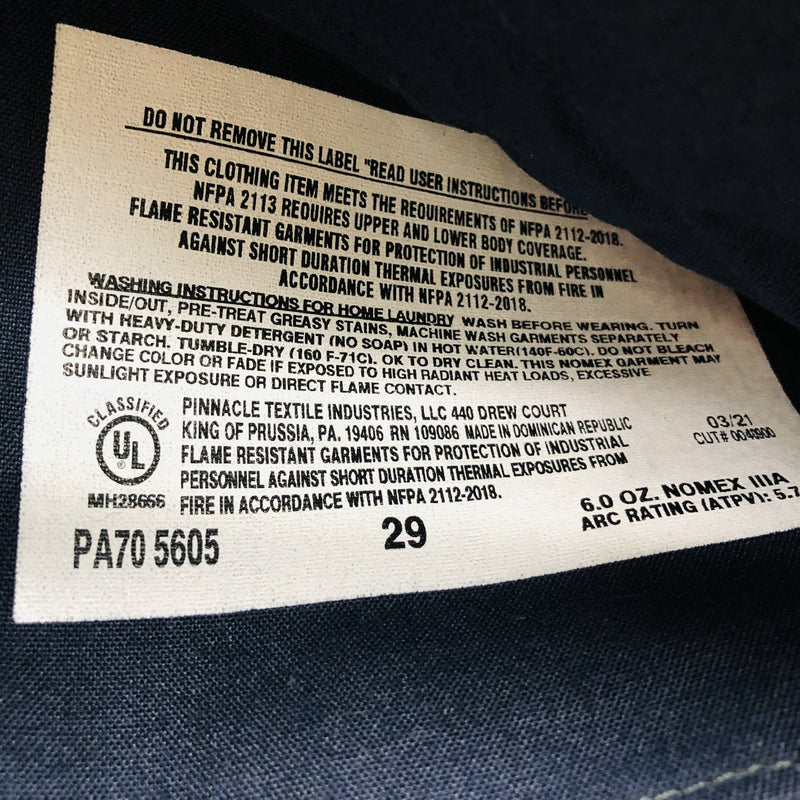 DO NOT REMOVE THIS LABEL "READ USER INSTRUCTIONS BEFORE
THIS CLOTHING ITEM MEETS THE REQUIREMENTS OF NFPA 2112-2018.
NFPA 2113 REQUIRES UPPER AND LOWER BODY COVERAGE.
FLAME RESISTANT GARMENTS FOR PROTECTION OF INDUSTRIAL PERSONNEL
AGAINST SHORT DURATION THERMAL EXPOSURES FROM FIRE IN
ACCORDANCE WITH NFPA 2112-2018.
WASHING INSTRUCTIONS FOR HOME LAUNDRY WASH BEFORE WEARING. TURN
INSIDE/OUT, PRE-TREAT GREASY STAINS, MACHINE WASH GARMENTS SEPARATELY
WITH HEAVY-DUTY DETERGENT (NO SOAP) IN HOT WATER(140F-60C). DO NOT BLEACH
OR STARCH. TUMBLE-DRY (160 F-71C). OK TO DRY CLEAN. THIS NOMEX GARMENT MAY
CHANGE COLOR OR FADE IF EXPOSED TO HIGH RADIANT HEAT LOADS, EXCESSIVE
SUNLIGHT EXPOSURE OR DIRECT FLAME CONTACT.
CLASSIFIED
UL
®
MH28666
PINNACLE TEXTILE INDUSTRIES, LLC 440 DREW COURT
KING OF PRUSSIA, PA. 19406 RN 109086 MADE IN DOMINICAN REPUBLIC
FLAME RESISTANT GARMENTS FOR PROTECTION OF INDUSTRIAL
PERSONNEL AGAINST SHORT DURATION THERMAL EXPOSURES FROM
FIRE IN ACCORDANCE WITH NFPA 2112-2018.
03/21
CUT#
6.0 OZ. NOMEX IIIA
ARC RATING (ATPV): 5.7
PA70 5605
29